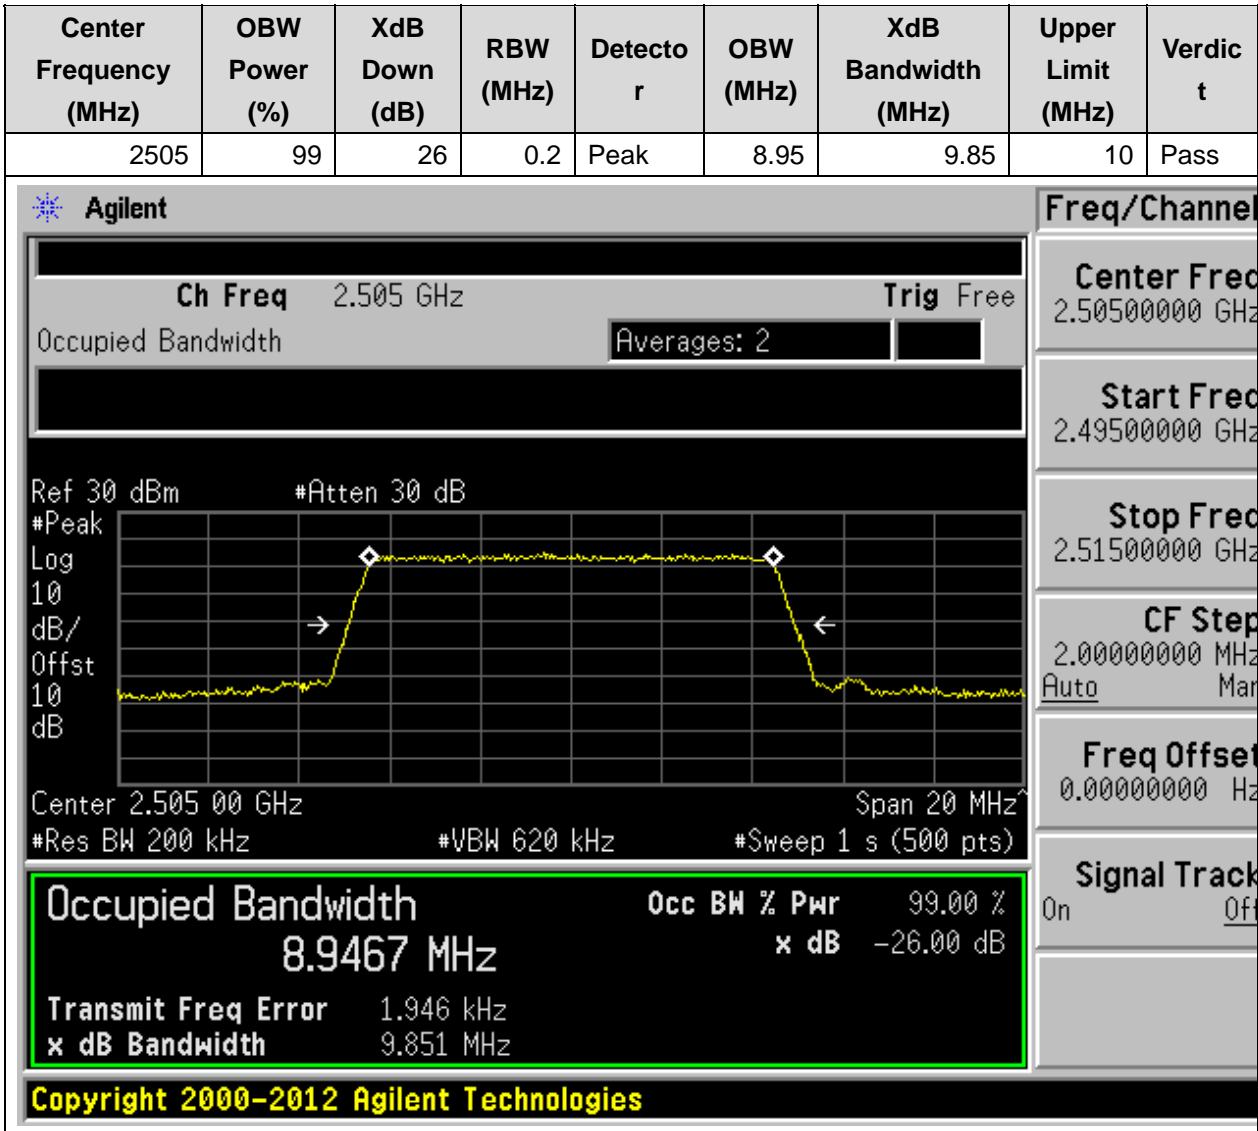 Center Frequency (MHz) OBW Power (%) XdB Down (dB) RBW (MHz) Detector OBW (MHz) XdB Bandwidth (MHz) Upper Limit (MHz) Verdict
2505 99 26 0.2 Peak 8.95 9.85 10 Pass
Agilent
Freq/Channel
Ch Freq 2.505 GHz Trig Free
Occupied Bandwidth Averages: 2
Center Freq
2.50500000 GHz
Start Freq
2.49500000 GHz
Stop Freq
2.51500000 GHz
CF Step
2.00000000 MHz
Auto Man
Freq Offset
0.00000000 Hz
Signal Track
On Off
Ref 30 dBm #Atten 30 dB
#Peak
Log
10
dB/
Offst
10
dB
Center 2.505 00 GHz Span 20 MHz^
#Res BW 200 kHz #VBW 620 kHz #Sweep 1 s (500 pts)
Occupied Bandwidth Occ BW % Pwr 99.00 %
8.9467 MHz x dB -26.00 dB
Transmit Freq Error 1.946 kHz
x dB Bandwidth 9.851 MHz
Copyright 2000-2012 Agilent Technologies